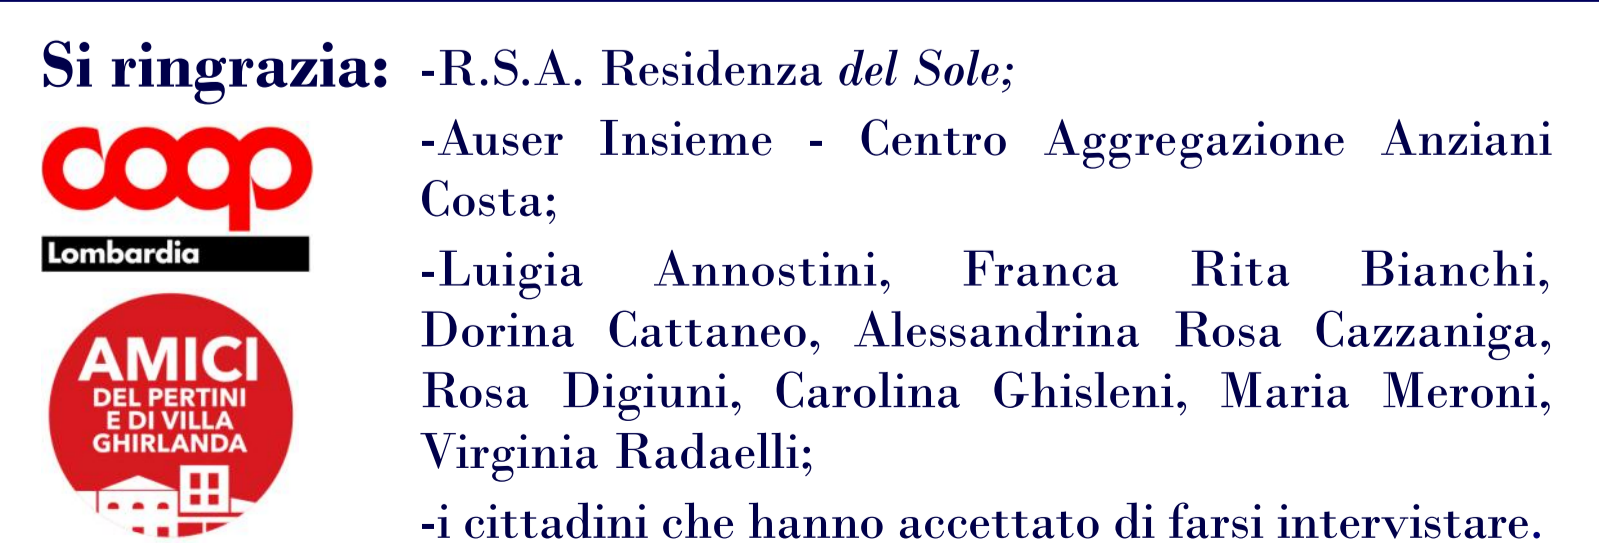 Si ringrazia:
-R.S.A. Residenza del Sole;
-Auser Insieme - Centro Aggregazione Anziani
Costa;
-Luigia Annostini, Franca Rita Bianchi,
Dorina Cattaneo, Alessandrina Rosa Cazzaniga,
Rosa Digiuni, Carolina Ghisleni, Maria Meroni,
Virginia Radaelli;
-i cittadini che hanno accettato di farsi intervistare.
coop
Lombardia
AMICI
DEL PERTINI
E DI VILLA
GHIRLANDA